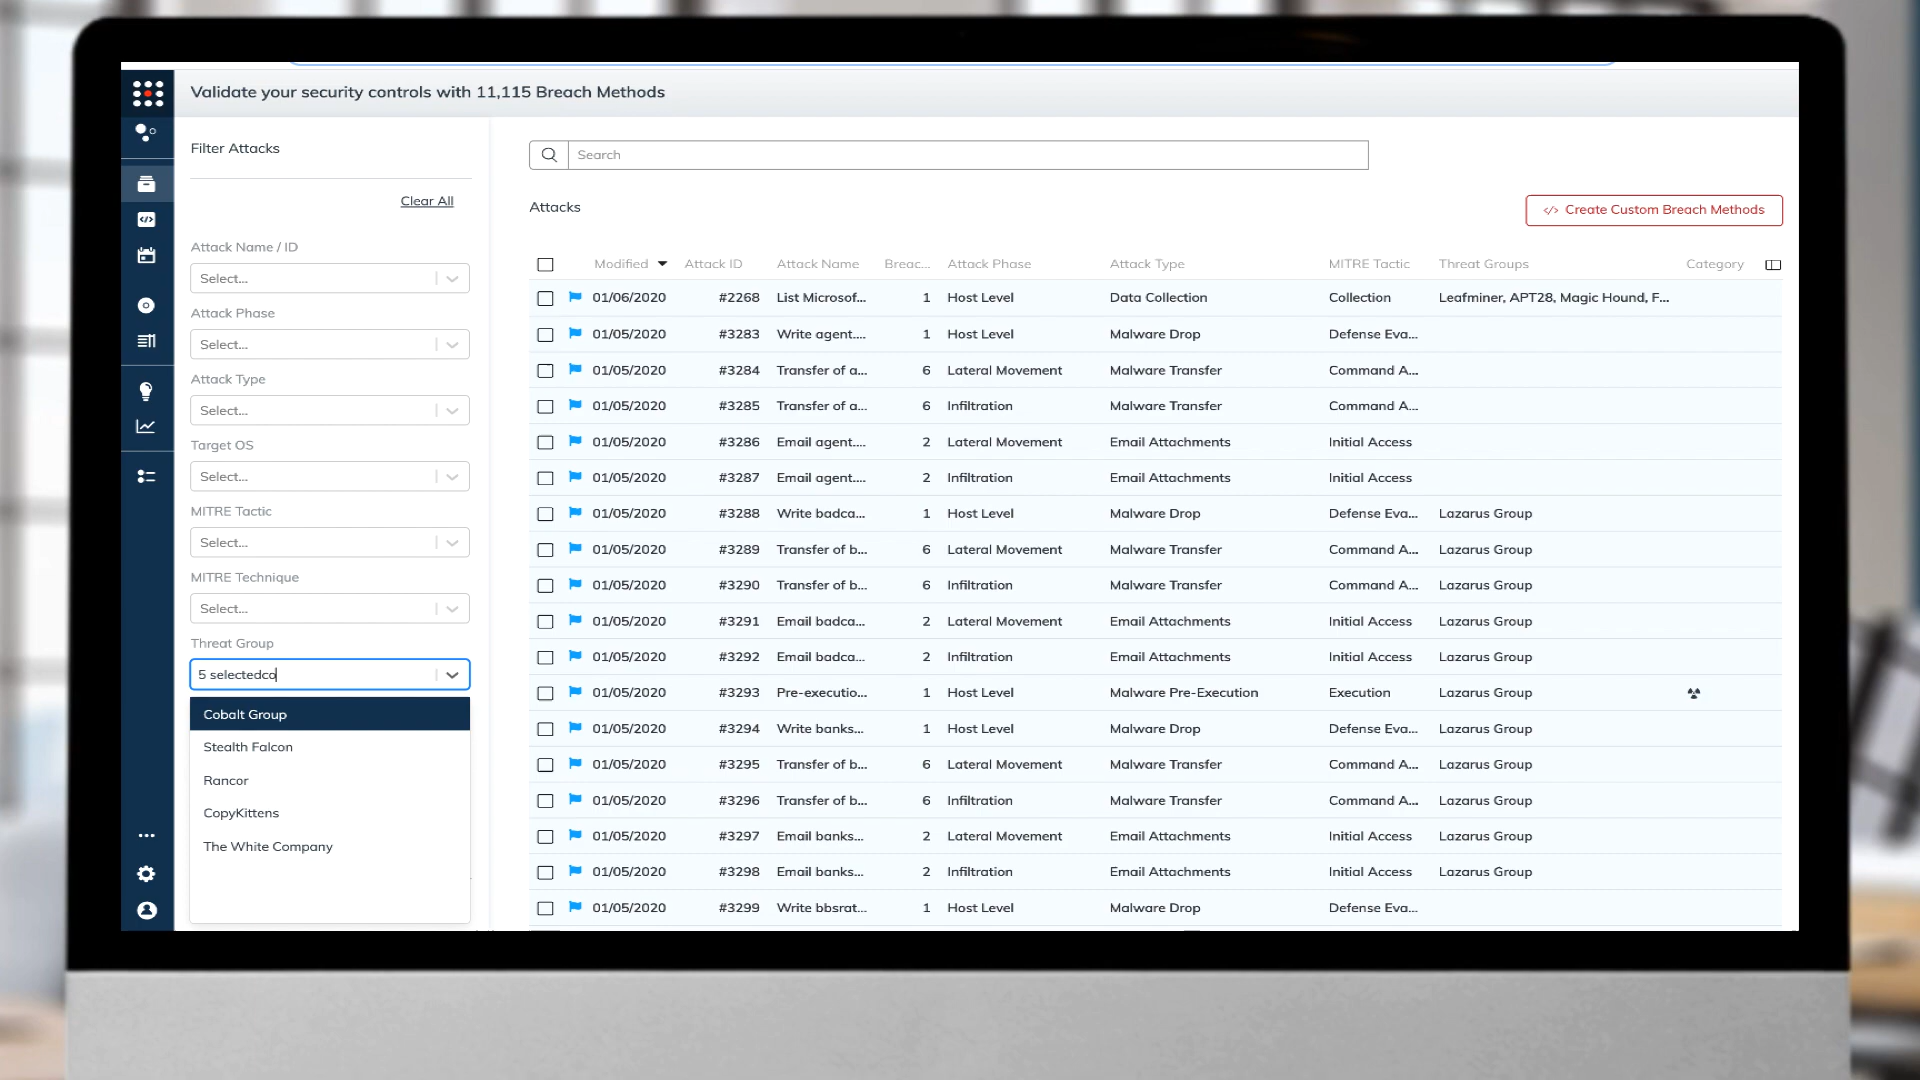 Validate your security controls with 11,115 Breach Methods
Filter Attacks
Clear All
Attack Name / ID
Select...
Attack Phase
Select...
Attack Type
Select...
Target OS
Select...
MITRE Tactic
Select...
MITRE Technique
Select...
Threat Group
5 selectedco
Cobalt Group
Stealth Falcon
Rancor
CopyKittens
The White Company
Search
Attacks
</> Create Custom Breach Methods
Modified Attack ID Attack Name Breac... Attack Phase Attack Type MITRE Tactic Threat Groups Category
01/06/2020 #2268 List Microsof... 1 Host Level Data Collection Collection Leafminer, APT28, Magic Hound, F...
01/05/2020 #3283 Write agent.... 1 Host Level Malware Drop Defense Eva...
01/05/2020 #3284 Transfer of a... 6 Lateral Movement Malware Transfer Command A...
01/05/2020 #3285 Transfer of a... 6 Infiltration Malware Transfer Command A...
01/05/2020 #3286 Email agent.... 2 Lateral Movement Email Attachments Initial Access
01/05/2020 #3287 Email agent.... 2 Infiltration Email Attachments Initial Access
01/05/2020 #3288 Write badca... 1 Host Level Malware Drop Defense Eva... Lazarus Group
01/05/2020 #3289 Transfer of b... 6 Lateral Movement Malware Transfer Command A... Lazarus Group
01/05/2020 #3290 Transfer of b... 6 Infiltration Malware Transfer Command A... Lazarus Group
01/05/2020 #3291 Email badca... 2 Lateral Movement Email Attachments Initial Access Lazarus Group
01/05/2020 #3292 Email badca... 2 Infiltration Email Attachments Initial Access Lazarus Group
01/05/2020 #3293 Pre-executio... 1 Host Level Malware Pre-Execution Execution Lazarus Group
01/05/2020 #3294 Write banks... 1 Host Level Malware Drop Defense Eva... Lazarus Group
01/05/2020 #3295 Transfer of b... 6 Lateral Movement Malware Transfer Command A... Lazarus Group
01/05/2020 #3296 Transfer of b... 6 Infiltration Malware Transfer Command A... Lazarus Group
01/05/2020 #3297 Email banks... 2 Lateral Movement Email Attachments Initial Access Lazarus Group
01/05/2020 #3298 Email banks... 2 Infiltration Email Attachments Initial Access Lazarus Group
01/05/2020 #3299 Write bbsrat... 1 Host Level Malware Drop Defense Eva...